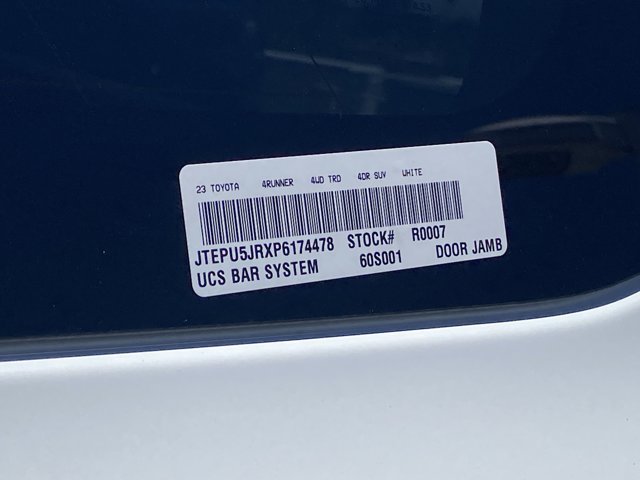 23 TOYOTA 4RUNNER 4WD TRD 4DR SUV WHITE
JTEPU5JRXP6174478 STOCK# R0007
UCS BAR SYSTEM 60S001 DOOR JAMB